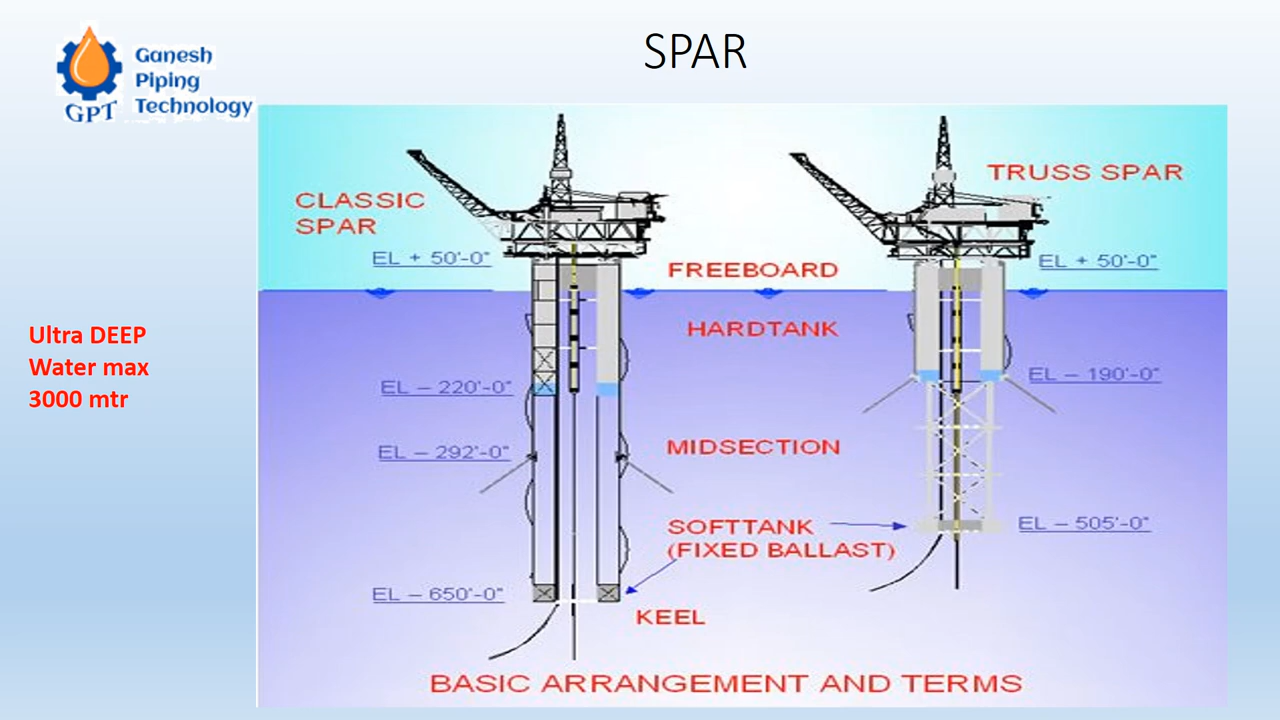 Ganesh
Piping
Technology
GPT
SPAR
CLASSIC
SPAR
TRUSS SPAR
EL + 50'-0"
FREEBOARD
EL + 50'-0"
HARDTANK
Ultra DEEP
Water max
3000 mtr
EL – 220'-0"
EL – 190'-0"
EL – 292'-0"
MIDSECTION
SOFTTANK
(FIXED BALLAST)
EL – 505'-0"
EL – 650'-0"
KEEL
BASIC ARRANGEMENT AND TERMS